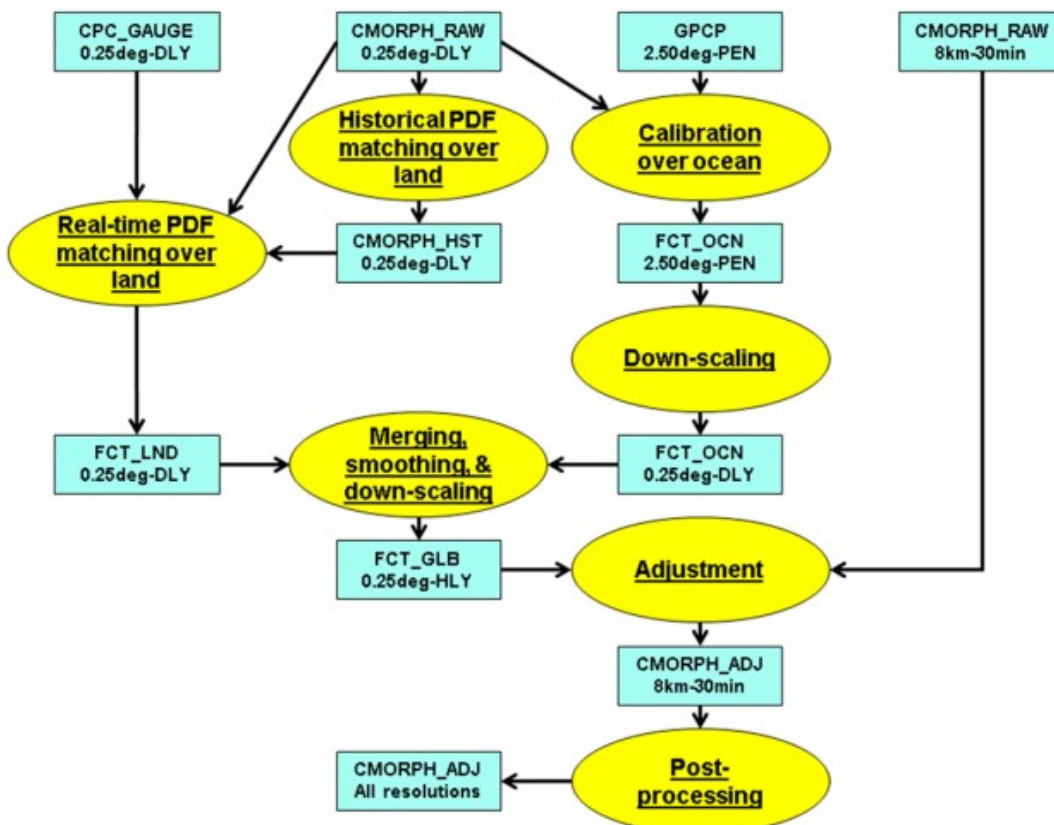 CPC_GAUGE
0.25deg-DLY
CMORPH_RAW
0.25deg-DLY
GPCP
2.50deg-PEN
CMORPH_RAW
8km-30min
Historical PDF
matching over
land
Calibration
over ocean
Real-time PDF
matching over
land
CMORPH_HST
0.25deg-DLY
FCT_OCN
2.50deg-PEN
Down-scaling
FCT_LND
0.25deg-DLY
Merging,
smoothing, &
down-scaling
FCT_OCN
0.25deg-DLY
FCT_GLB
0.25deg-HLY
Adjustment
CMORPH_ADJ
8km-30min
CMORPH_ADJ
All resolutions
Post-
processing